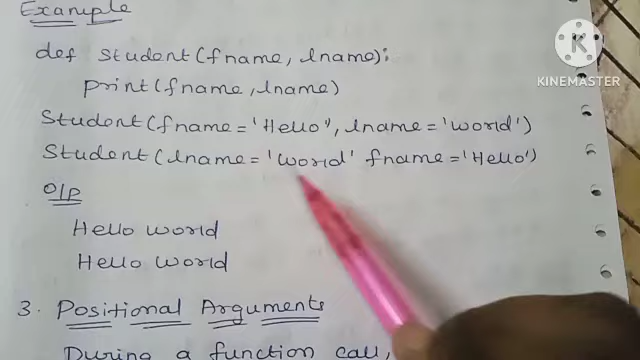 Example
def Student(fname, lname):
print(fname, lname)
Student(fname='Hello", lname='world')
Student(lname='world' fname='Hello')
O/p
Hello world
Hello world
3. Positional Arguments
During a function call,
K
KINEMASTER